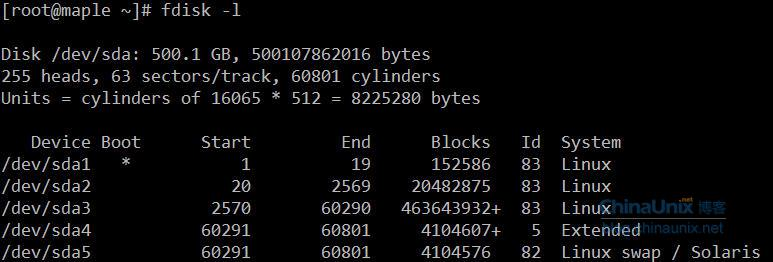 [root@maple ~]# fdisk -l
Disk /dev/sda: 500.1 GB, 500107862016 bytes
255 heads, 63 sectors/track, 60801 cylinders
Units = cylinders of 16065 * 512 = 8225280 bytes
Device Boot Start End Blocks Id System
/dev/sda1 * 1 19 152586 83 Linux
/dev/sda2 20 2569 20482875 83 Linux
/dev/sda3 2570 60290 463643932+ 83 Linux
/dev/sda4 60291 60801 4104607+ 5 Extended
/dev/sda5 60291 60801 4104576 82 Linux swap / Solaris
ChinaUnix.net 博客
blog.chinaunix.net